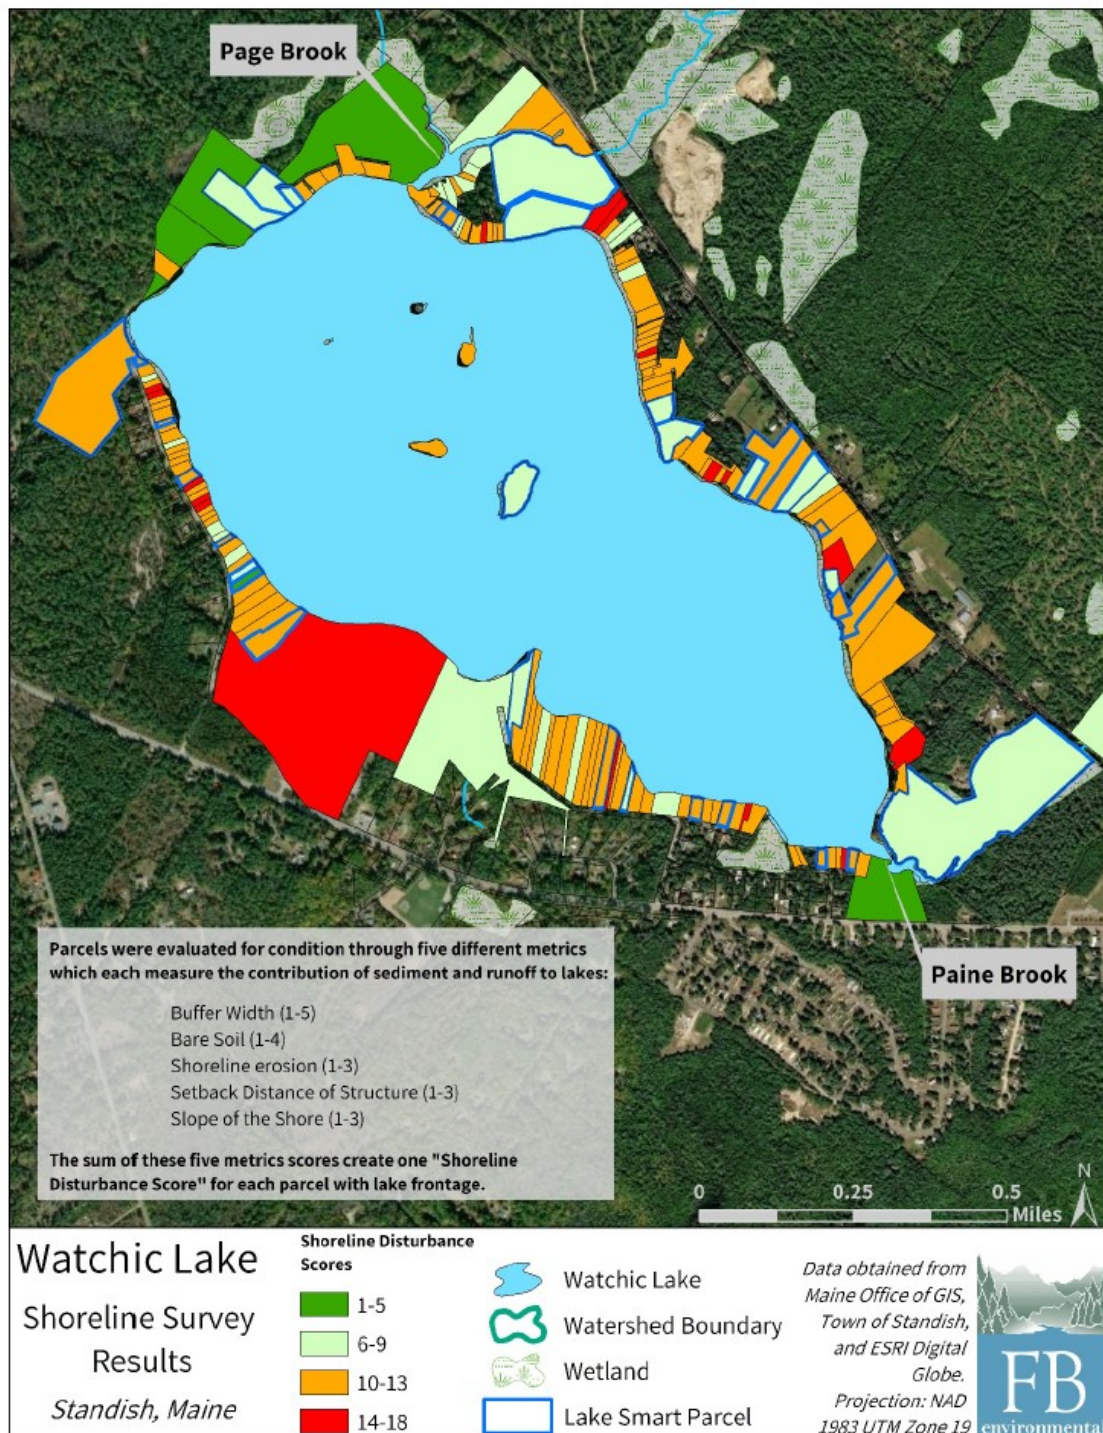 Page Brook
Paine Brook
Parcels were evaluated for condition through five different metrics
which each measure the contribution of sediment and runoff to lakes:
Buffer Width (1-5)
Bare Soil (1-4)
Shoreline erosion (1-3)
Setback Distance of Structure (1-3)
Slope of the Shore (1-3)
The sum of these five metrics scores create one "Shoreline
Disturbance Score" for each parcel with lake frontage.
N
0 0.25 0.5
Miles
Watchic Lake
Shoreline Survey
Results
Standish, Maine
Shoreline Disturbance
Scores
1-5
6-9
10-13
14-18
Watchic Lake
Watershed Boundary
Wetland
Lake Smart Parcel
Data obtained from
Maine Office of GIS,
Town of Standish,
and ESRI Digital
Globe.
Projection: NAD
1983 UTM Zone 19
FB
environmental